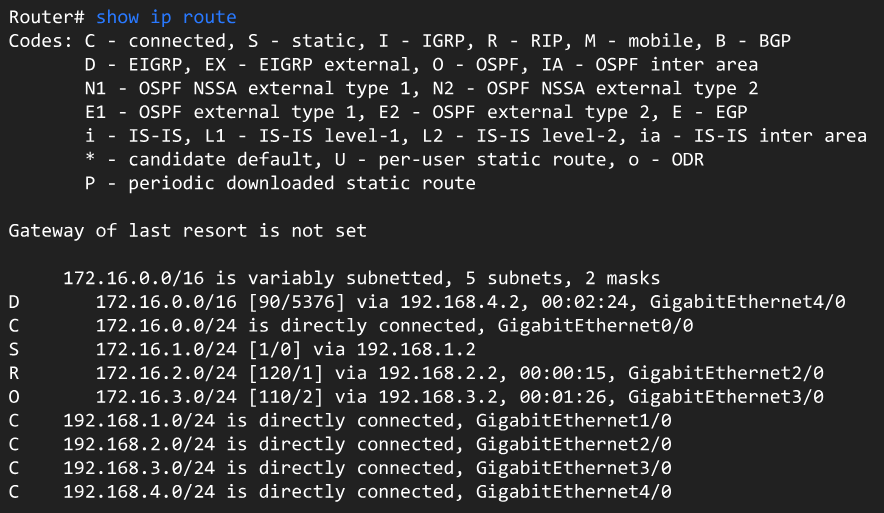 Router# show ip route
Codes: C - connected, S - static, I - IGRP, R - RIP, M - mobile, B - BGP
       D - EIGRP, EX - EIGRP external, O - OSPF, IA - OSPF inter area
       N1 - OSPF NSSA external type 1, N2 - OSPF NSSA external type 2
       E1 - OSPF external type 1, E2 - OSPF external type 2, E - EGP
       i - IS-IS, L1 - IS-IS level-1, L2 - IS-IS level-2, ia - IS-IS inter area
       * - candidate default, U - per-user static route, o - ODR
       P - periodic downloaded static route

Gateway of last resort is not set

     172.16.0.0/16 is variably subnetted, 5 subnets, 2 masks
D       172.16.0.0/16 [90/5376] via 192.168.4.2, 00:02:24, GigabitEthernet4/0
C       172.16.0.0/24 is directly connected, GigabitEthernet0/0
S       172.16.1.0/24 [1/0] via 192.168.1.2
R       172.16.2.0/24 [120/1] via 192.168.2.2, 00:00:15, GigabitEthernet2/0
O       172.16.3.0/24 [110/2] via 192.168.3.2, 00:01:26, GigabitEthernet3/0
C    192.168.1.0/24 is directly connected, GigabitEthernet1/0
C    192.168.2.0/24 is directly connected, GigabitEthernet2/0
C    192.168.3.0/24 is directly connected, GigabitEthernet3/0
C    192.168.4.0/24 is directly connected, GigabitEthernet4/0